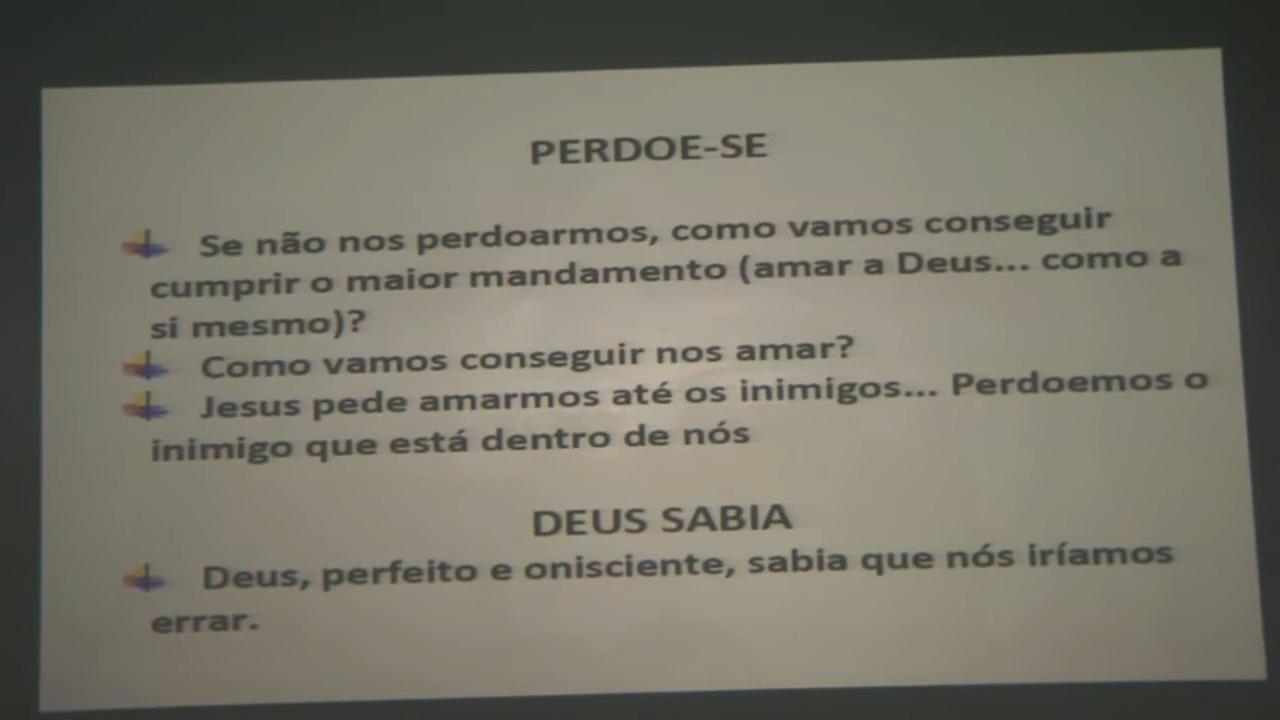 PERDOE-SE
Se não nos perdoarmos, como vamos conseguir
cumprir o maior mandamento (amar a Deus... como a
si mesmo)?
Como vamos conseguir nos amar?
Jesus pede amarmos até os inimigos... Perdoemos o
inimigo que está dentro de nós
DEUS SABIA
Deus, perfeito e onisciente, sabia que nós iríamos
errar.